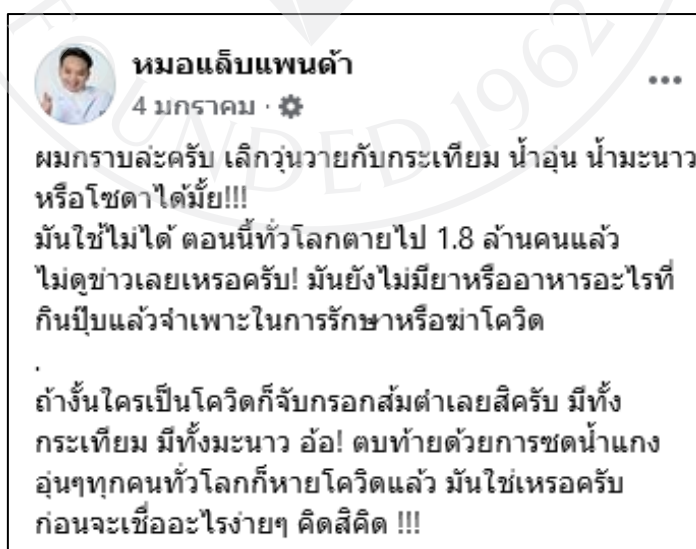 UNDED 1962
หมอแล็บแพนด้า
4 มกราคม ·
ผมกราบล่ะครับ เลิกวุ่นวายกับกระเทียม น้ำอุ่น น้ำมะนาว
หรือโซดาได้มั้ย!!!
มันใช้ไม่ได้ ตอนนี้ทั่วโลกตายไป 1.8 ล้านคนแล้ว
ไม่ดูข่าวเลยเหรอครับ! มันยังไม่มียาหรืออาหารอะไรที่
กินปุ๊บแล้วจำเพาะในการรักษาหรือฆ่าโควิด
.
ถ้างั้นใครเป็นโควิดก็จับกรอกส้มตำเลยสิครับ มีทั้ง
กระเทียม มีทั้งมะนาว อ้อ! ตบท้ายด้วยการซดน้ำแกง
อุ่นๆทุกคนทั่วโลกก็หายโควิดแล้ว มันใช่เหรอครับ
ก่อนจะเชื่ออะไรง่ายๆ คิดสิคิด !!!